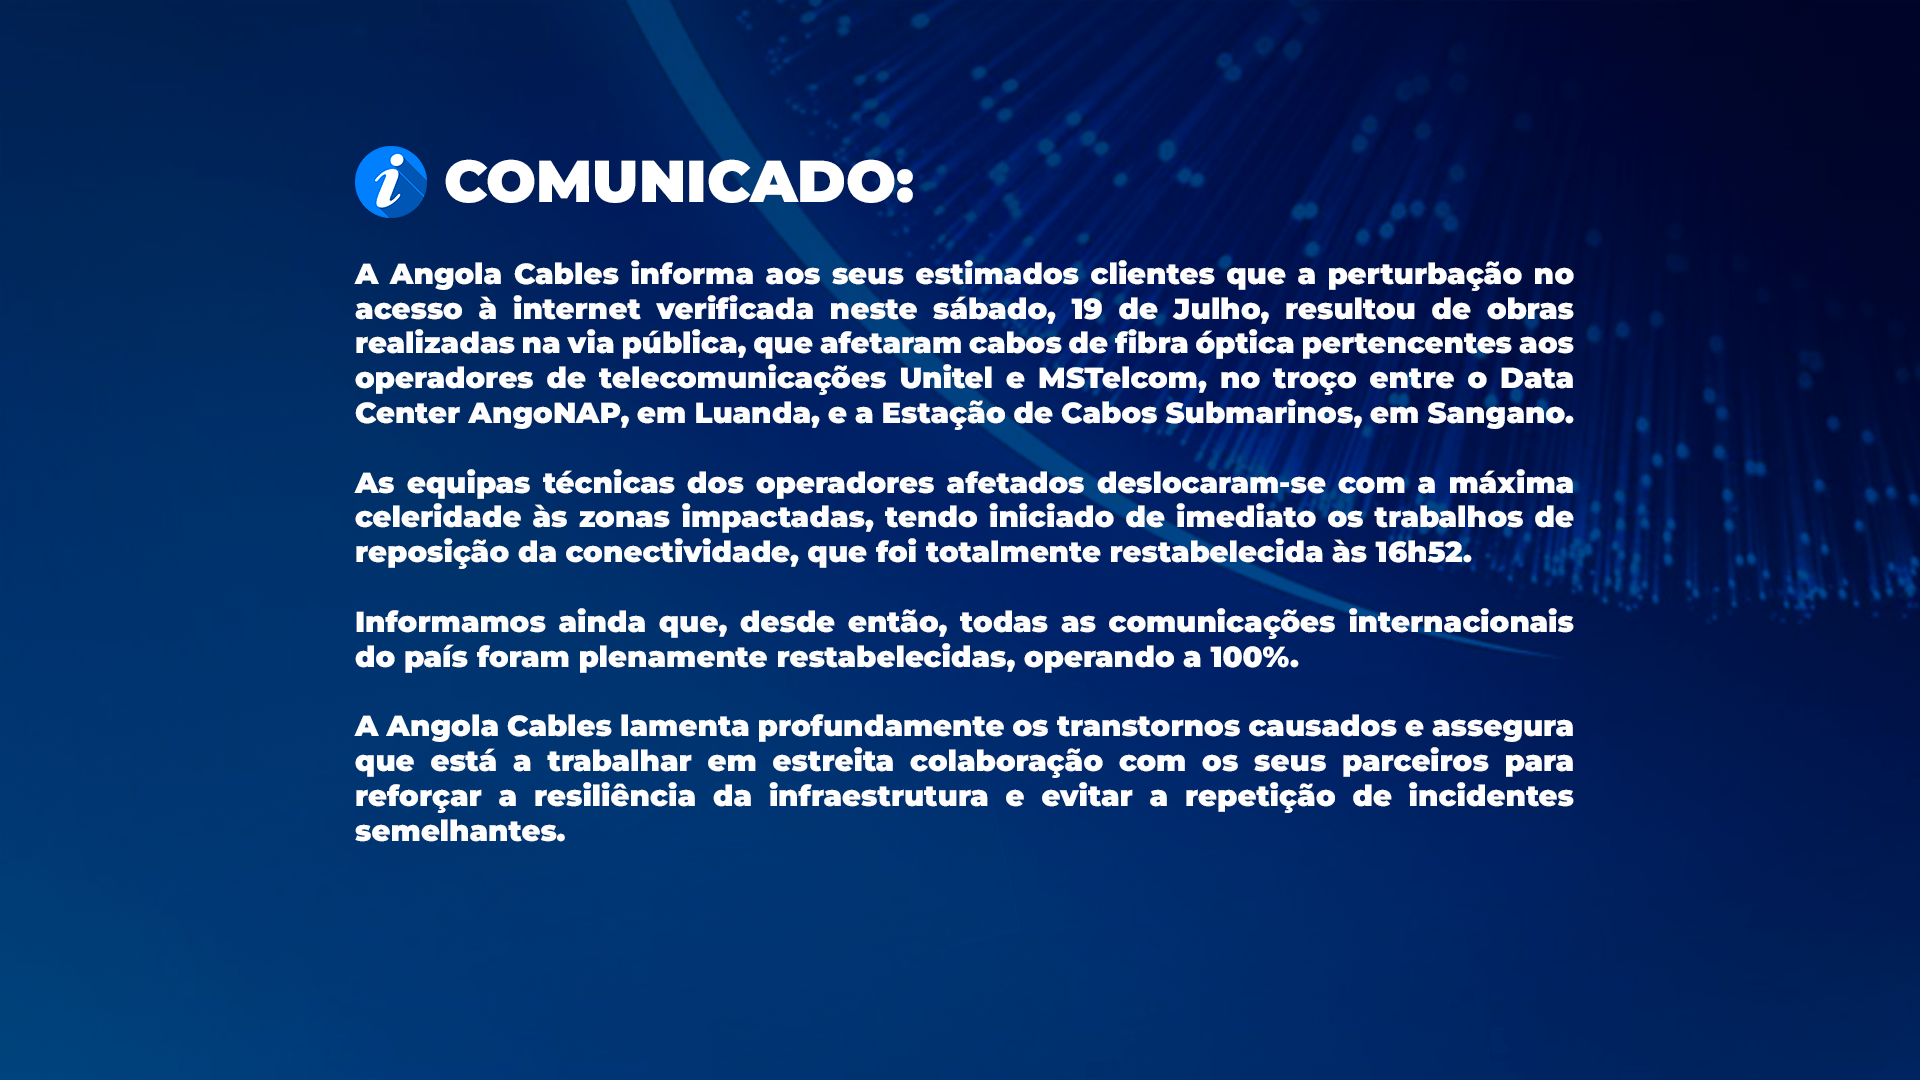 i COMUNICADO:
A Angola Cables informa aos seus estimados clientes que a perturbação no
acesso à internet verificada neste sábado, 19 de Julho, resultou de obras
realizadas na via pública, que afetaram cabos de fibra óptica pertencentes aos
operadores de telecomunicações Unitel e MSTelcom, no troço entre o Data
Center AngoNAP, em Luanda, e a Estação de Cabos Submarinos, em Sangano.
As equipas técnicas dos operadores afetados deslocaram-se com a máxima
celeridade às zonas impactadas, tendo iniciado de imediato os trabalhos de
reposição da conectividade, que foi totalmente restabelecida às 16h52.
Informamos ainda que, desde então, todas as comunicações internacionais
do país foram plenamente restabelecidas, operando a 100%.
A Angola Cables lamenta profundamente os transtornos causados e assegura
que está a trabalhar em estreita colaboração com os seus parceiros para
reforçar a resiliência da infraestrutura e evitar a repetição de incidentes
semelhantes.